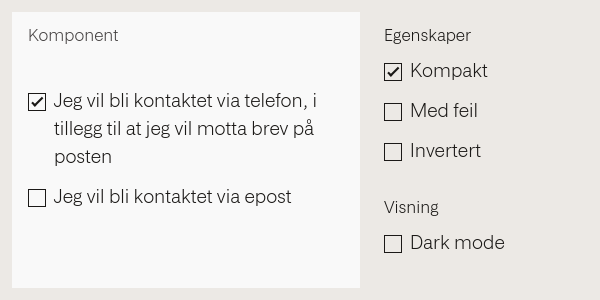 Komponent
Jeg vil bli kontaktet via telefon, i
tillegg til at jeg vil motta brev på
posten
Jeg vil bli kontaktet via epost
Egenskaper
Kompakt
Med feil
Invertert
Visning
Dark mode